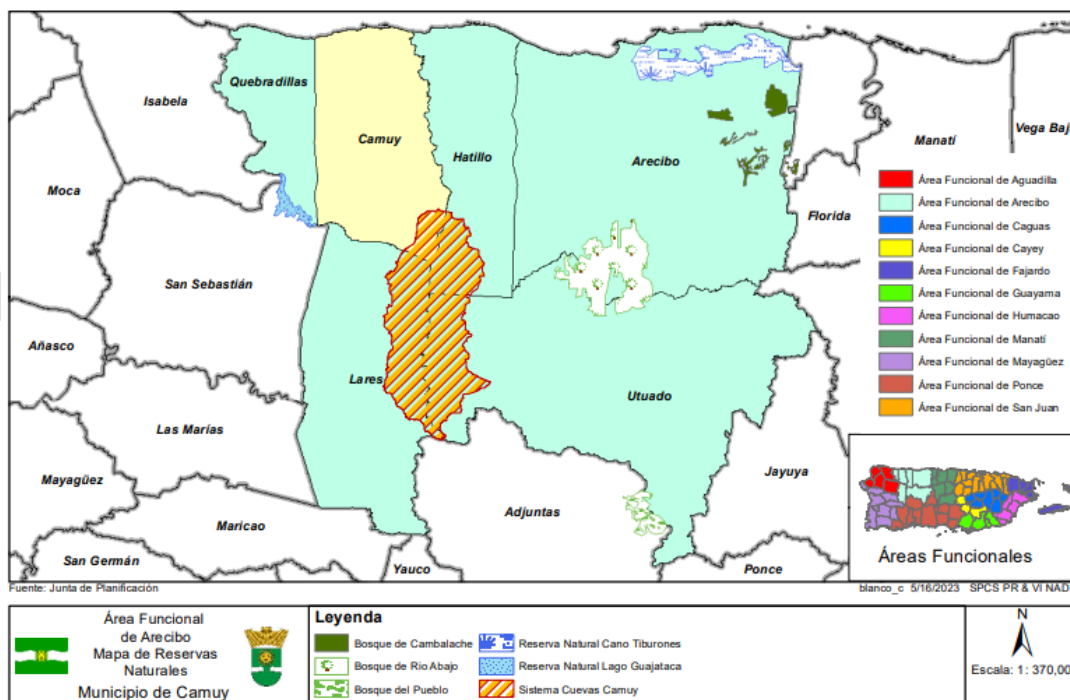 Quebradillas
Isabela
Camuy
Hatillo
Arecibo
Manatí
Vega Baj
Moca
Florida
San Sebastián
Añasco
Lares
Utuado
Las Marías
Mayagüez
Jayuya
Adjuntas
Maricao
San Germán
Yauco
Ponce
Área Funcional de Aguadilla
Área Funcional de Arecibo
Área Funcional de Caguas
Área Funcional de Cayey
Área Funcional de Fajardo
Área Funcional de Guayama
Área Funcional de Humacao
Área Funcional de Manatí
Área Funcional de Mayagüez
Área Funcional de Ponce
Área Funcional de San Juan
Áreas Funcionales
Fuente: Junta de Planificación
blanco_c 5/16/2023 SPCS PR & VI NAD
Área Funcional
de Arecibo
Mapa de Reservas
Naturales
Municipio de Camuy
Leyenda
Bosque de Cambalache
Bosque de Río Abajo
Bosque del Pueblo
Reserva Natural Cano Tiburones
Reserva Natural Lago Guajataca
Sistema Cuevas Camuy
N
Escala: 1: 370,00